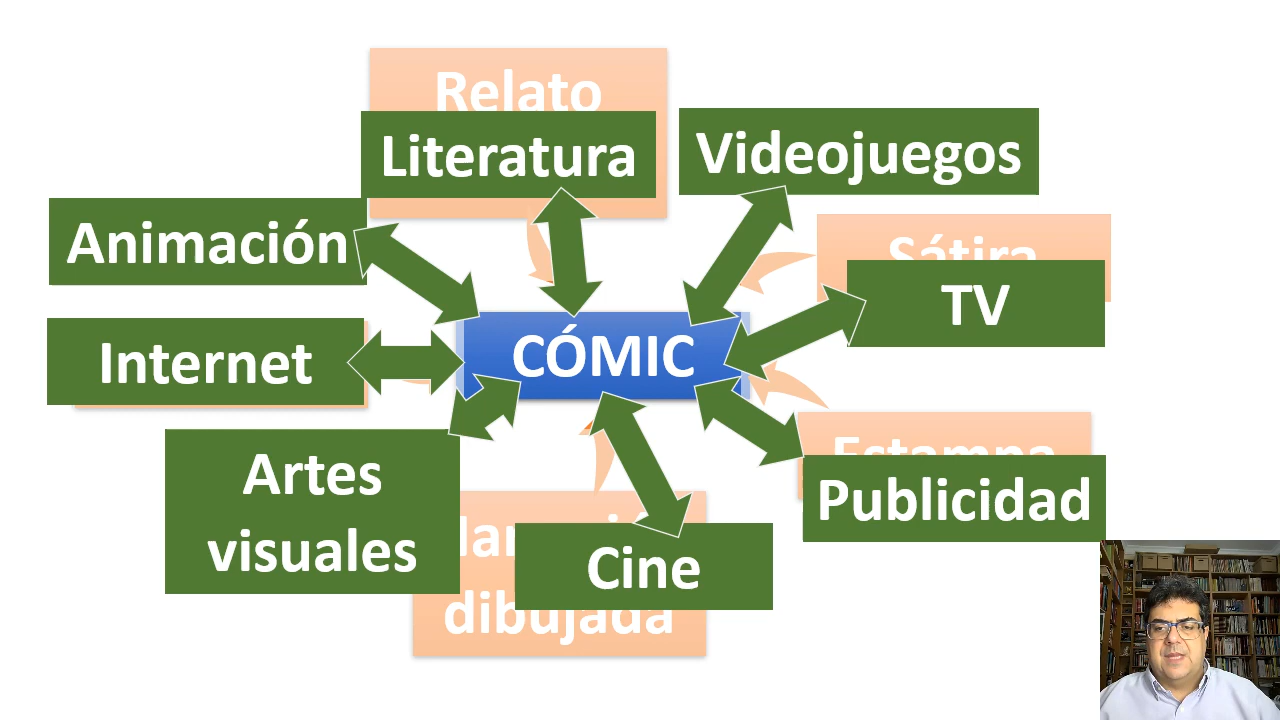 Relato
Literatura
Videojuegos
Animación
Sátira
TV
Internet
CÓMIC
Estampa
Publicidad
Artes
visuales
Cine
dibujada